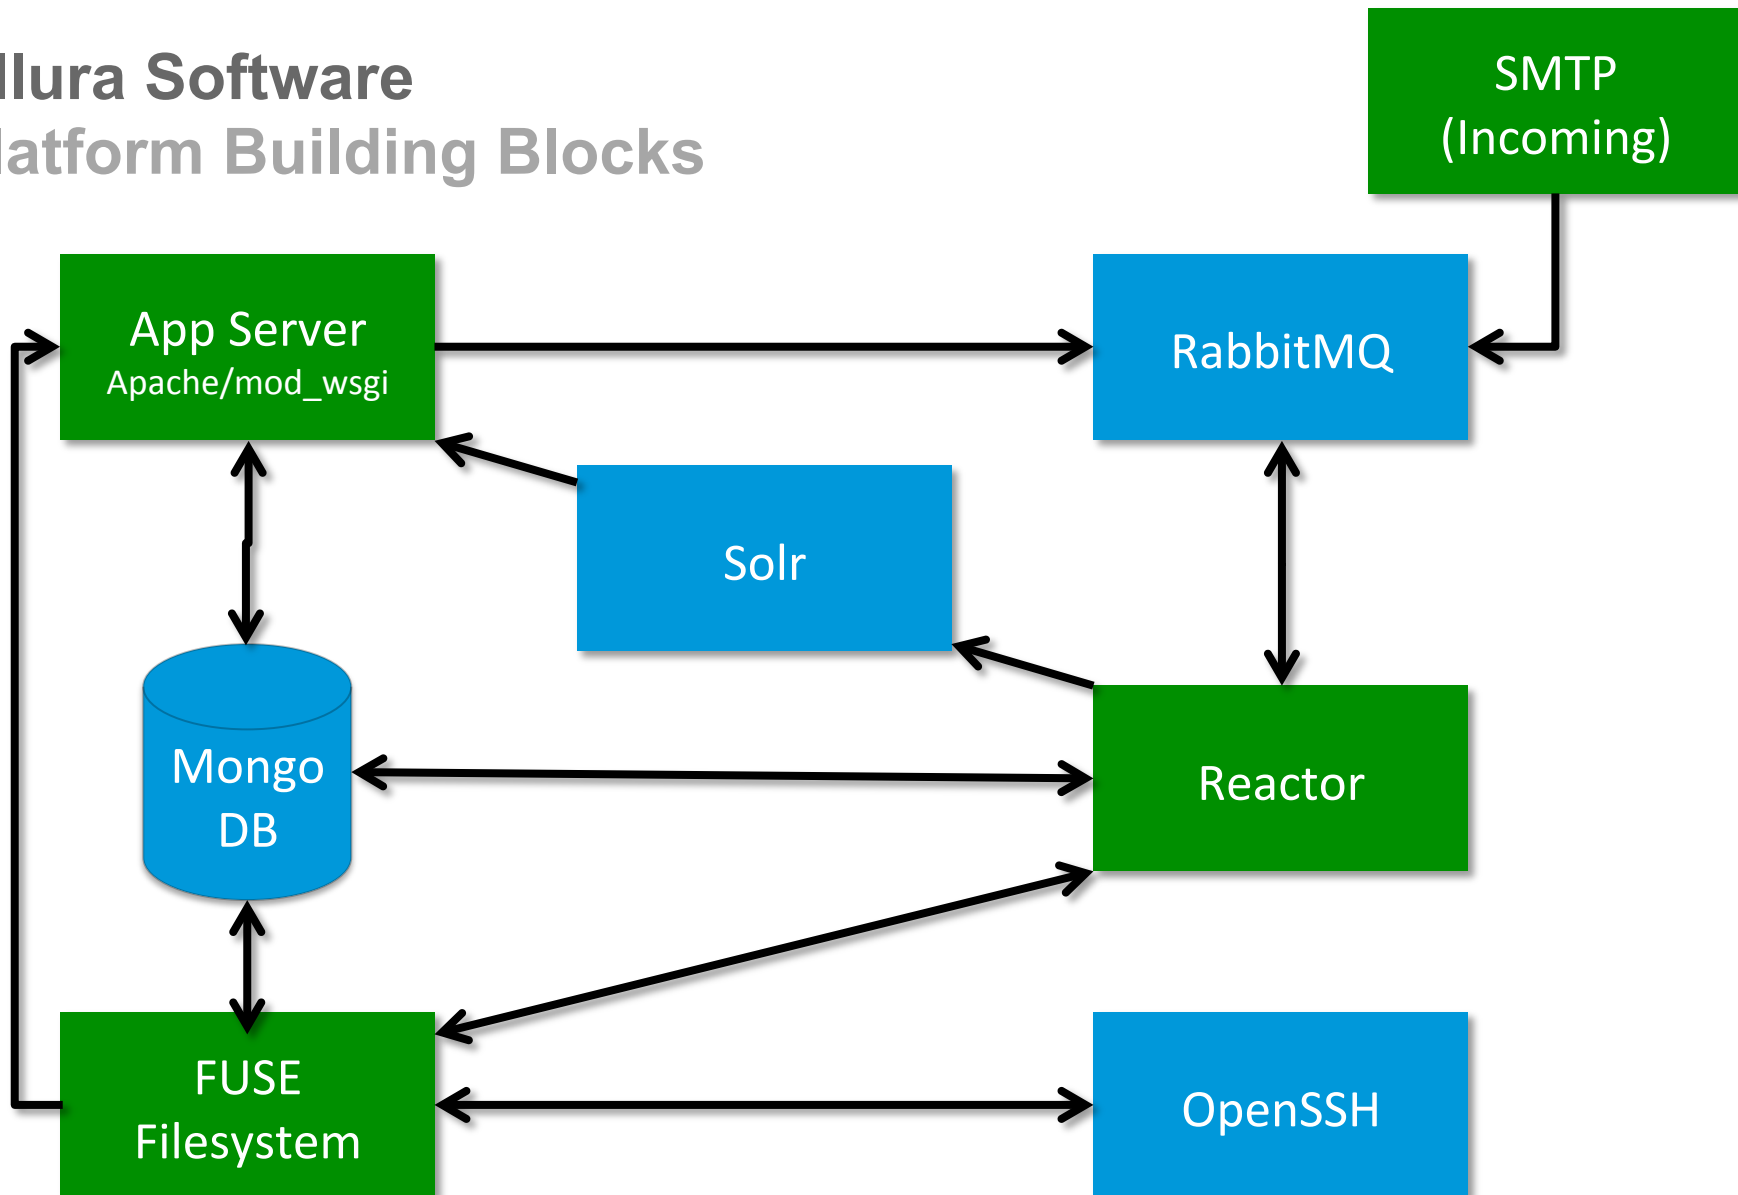 llura Software
latform Building Blocks
SMTP
(Incoming)
App Server
Apache/mod_wsgi
RabbitMQ
Solr
Mongo
DB
Reactor
FUSE
Filesystem
OpenSSH